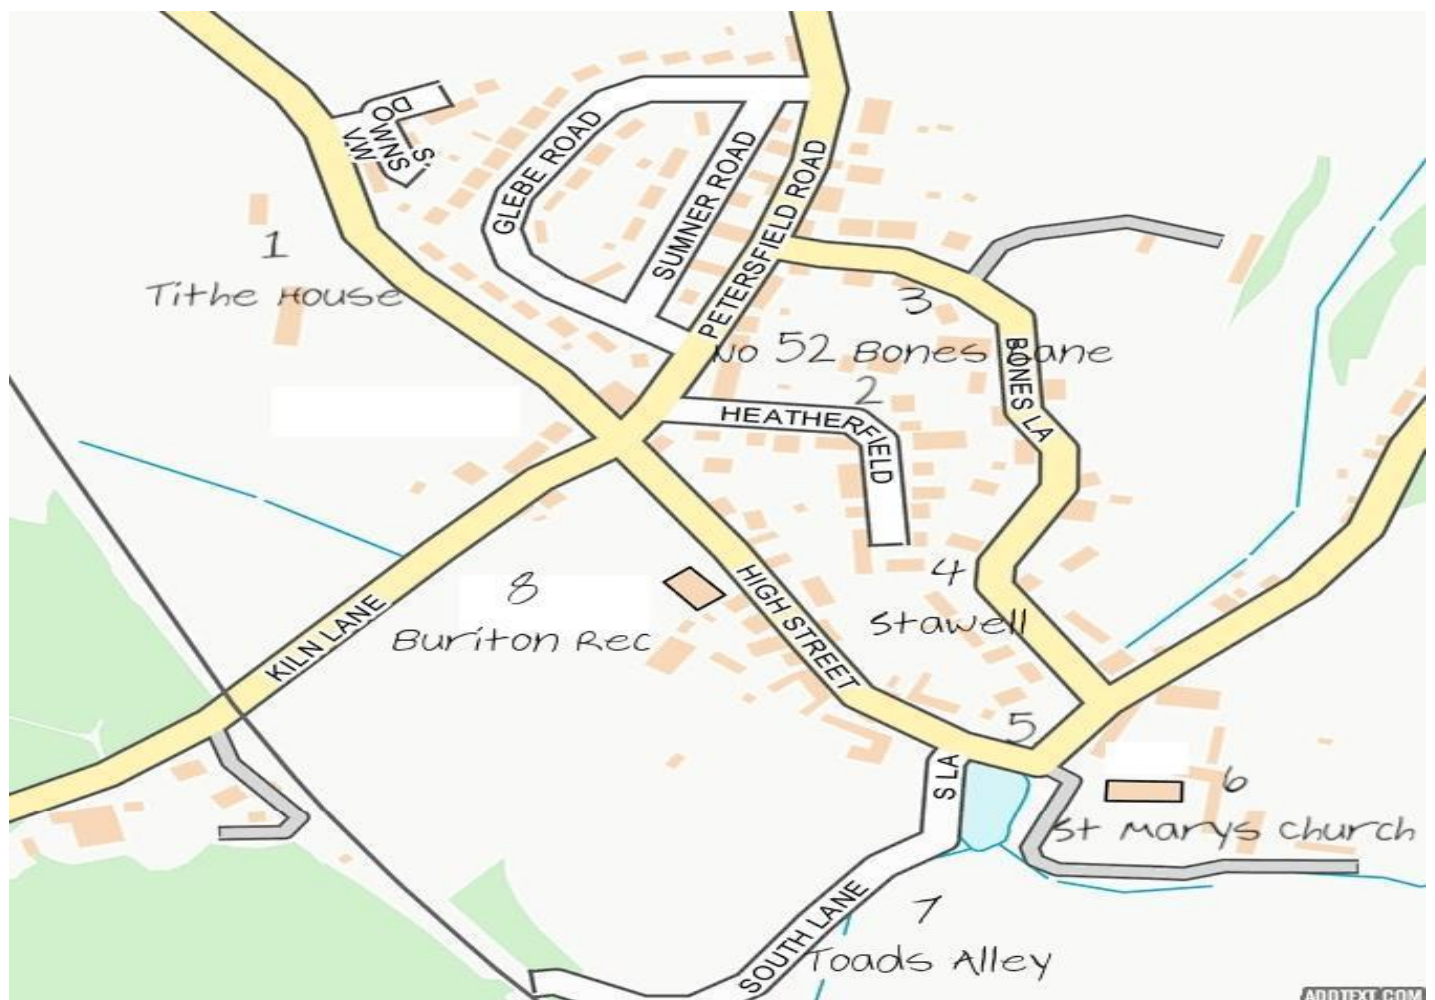 S. DOWNS V.W
GLEBE ROAD
SUMNER ROAD
PETERSFIELD ROAD
1
Tithe House
3
No 52 Bones Lane
BONES LA
2
HEATHERFIELD
4
Stawell
8
Buriton Rec
HIGH STREET
KILN LANE
5
S LA
6
St Marys Church
7
Toads Alley
SOUTH LANE
ADDTEXT.COM